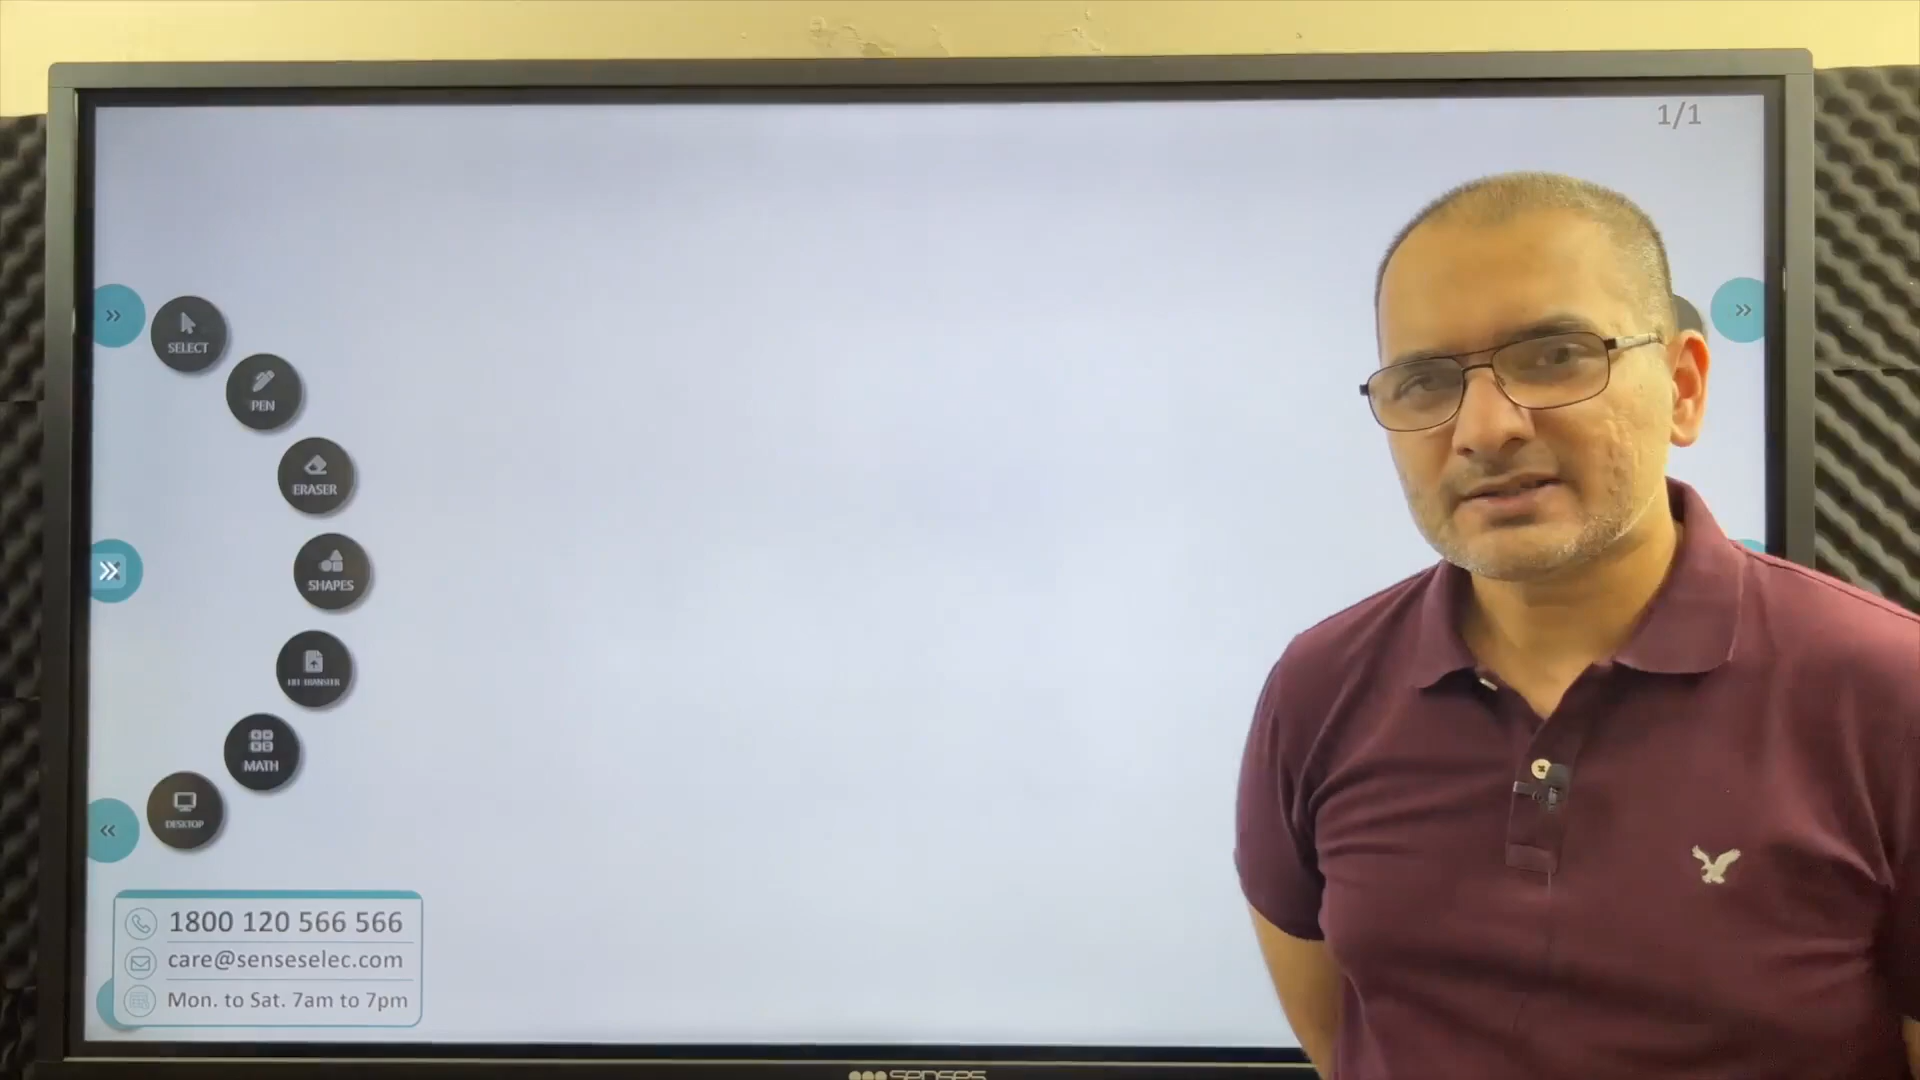 1/1
SELECT
PEN
ERASER
SHAPES
MATH
DESKTOP
1800 120 566 566
care@senseselec.com
Mon. to Sat. 7am to 7pm
senses